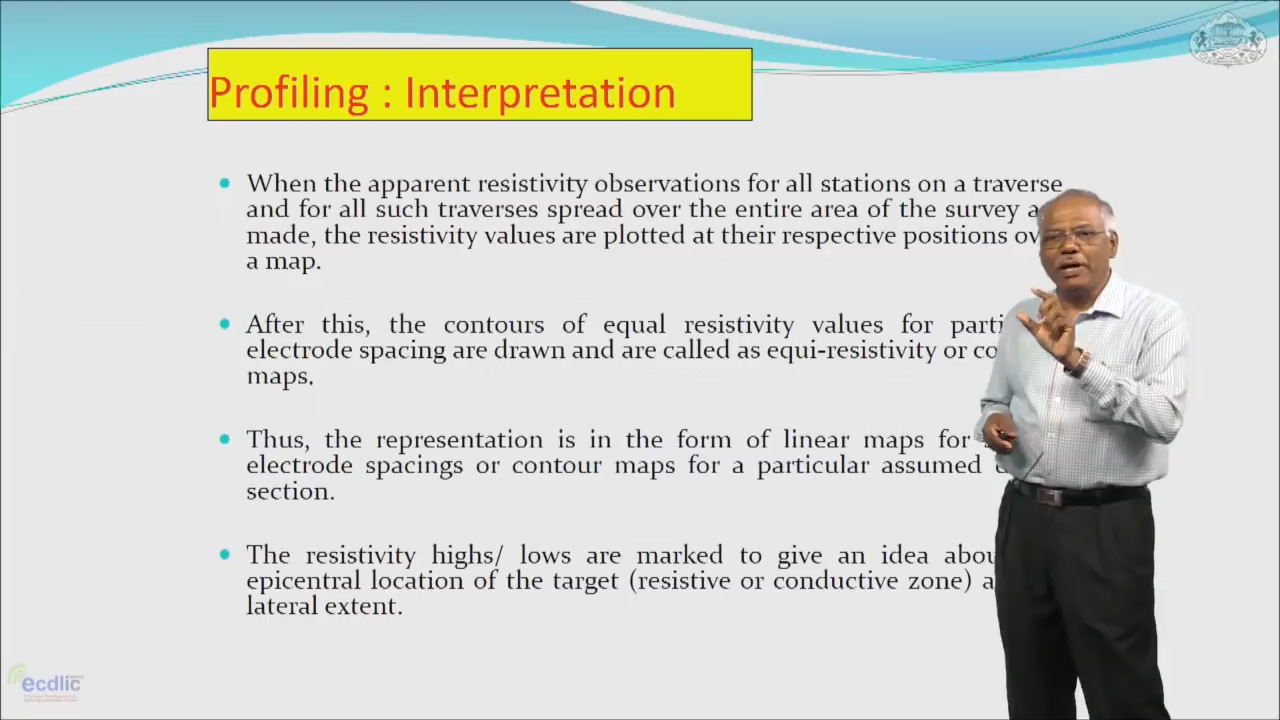 Profiling : Interpretation
When the apparent resistivity observations for all stations on a traverse
and for all such traverses spread over the entire area of the survey
made, the resistivity values are plotted at their respective positions
a map.
After this, the contours of equal resistivity values for
electrode spacing are drawn and are called as equi-resistivity or
maps.
Thus, the representation is in the form of linear maps for
electrode spacings or contour maps for a particular assumed
section.
The resistivity highs/ lows are marked to give an idea
epicentral location of the target (resistive or conductive zone)
lateral extent.
ecdlic